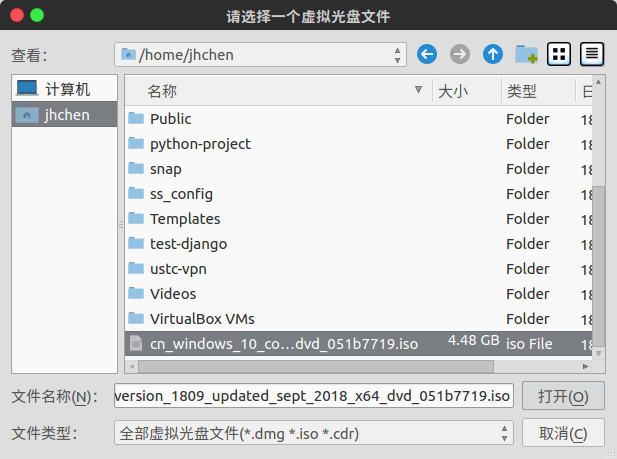 请选择一个虚拟光盘文件
查看： /home/jhchen
计算机
jhchen
名称 大小 类型 日
Public Folder 18
python-project Folder 18
snap Folder 18
ss_config Folder 18
Templates Folder 18
test-django Folder 18
ustc-vpn Folder 18
Videos Folder 18
VirtualBox VMs Folder 18
cn_windows_10_co...dvd_051b7719.iso 4.48 GB iso File 18
文件名称(N)： version_1809_updated_sept_2018_x64_dvd_051b7719.iso 打开(O)
文件类型： 全部虚拟光盘文件(*.dmg *.iso *.cdr) 取消(C)